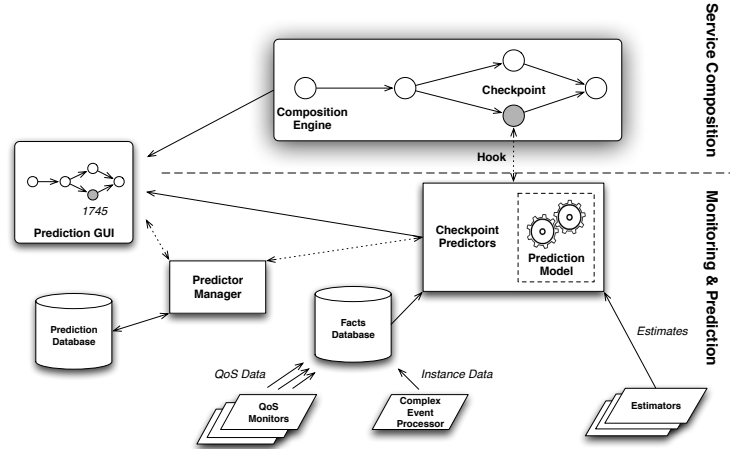 Service Composition
Checkpoint
Composition
Engine
Hook
1745
Prediction GUI
Checkpoint
Predictors
Prediction
Model
Monitoring & Prediction
Predictor
Manager
Prediction
Database
Facts
Database
Estimates
QoS Data
Instance Data
QoS
Monitors
Complex
Event
Processor
Estimators